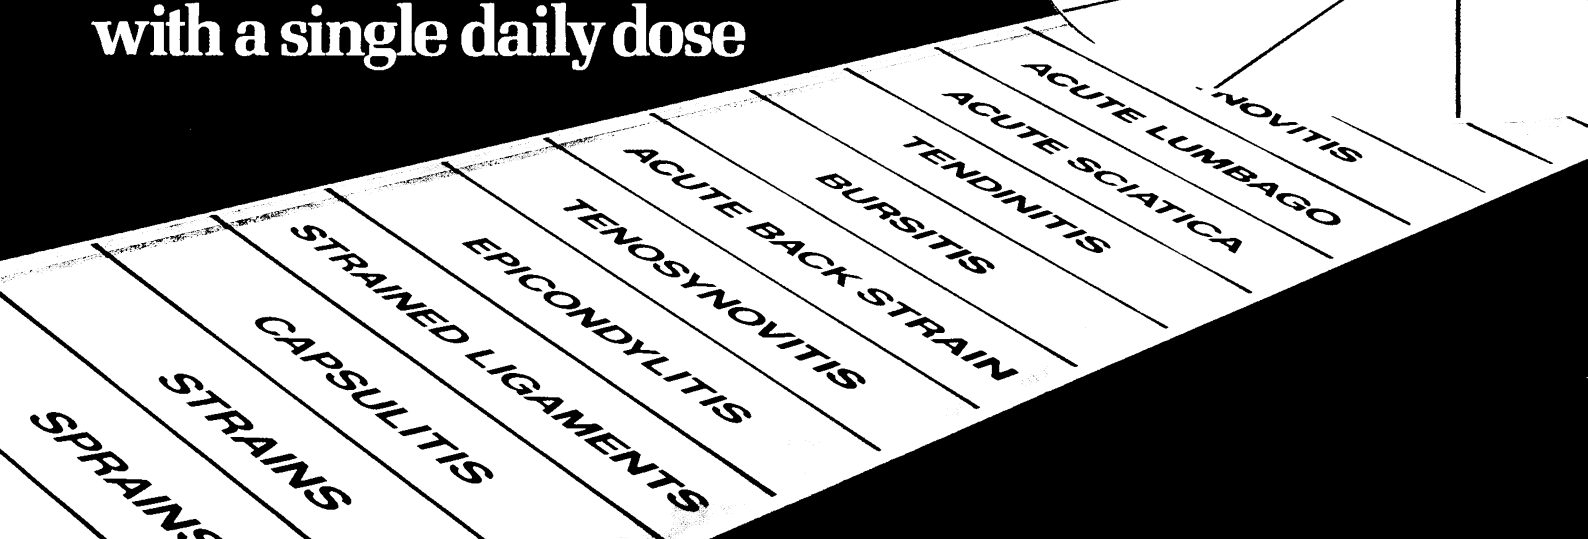 with a single daily dose
SPRAINS
STRAINS
CAPSULITIS
STRAINED LIGAMENTS
EPICONDYLITIS
TENOSYNOVITIS
ACUTE BACK STRAIN
BURSITIS
TENDINITIS
ACUTE SCIATICA
ACUTE LUMBAGO
NOVITIS